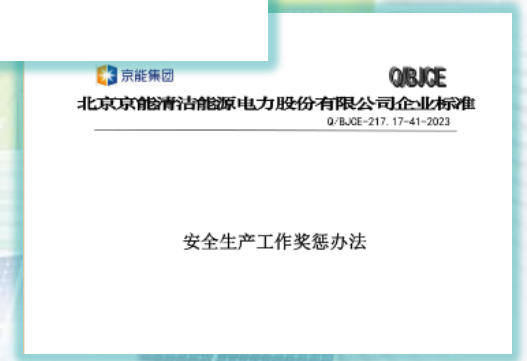 京能集团
Q/BJCE
北京京能清洁能源电力股份有限公司企业标准
Q/BJCE-217.17-41-2023
安全生产工作奖惩办法